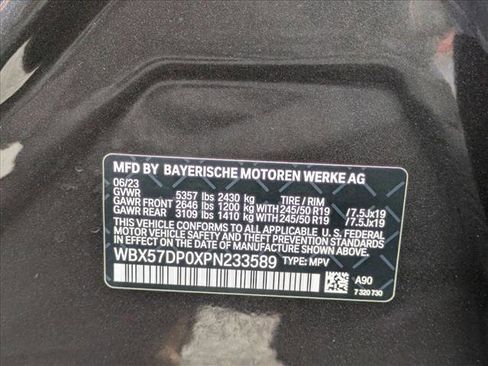 MFD BY BAYERISCHE MOTOREN WERKE AG
06/23
GVWR 5357 lbs 2430 kg TIRE / RIM
GAWR FRONT 2646 lbs 1200 kg WITH 245/50 R19 /7.5Jx19
GAWR REAR 3109 lbs 1410 kg WITH 245/50 R19 /7.5Jx19
THIS VEHICLE CONFORMS TO ALL APPLICABLE U.S. FEDERAL
MOTOR VEHICLE SAFETY AND THEFT PREVENTION STANDARDS
IN EFFECT ON THE DATE OF MANUFACTURE SHOWN ABOVE.
WBX57DP0XPN233589 TYPE: MPV
A90
7 320 730